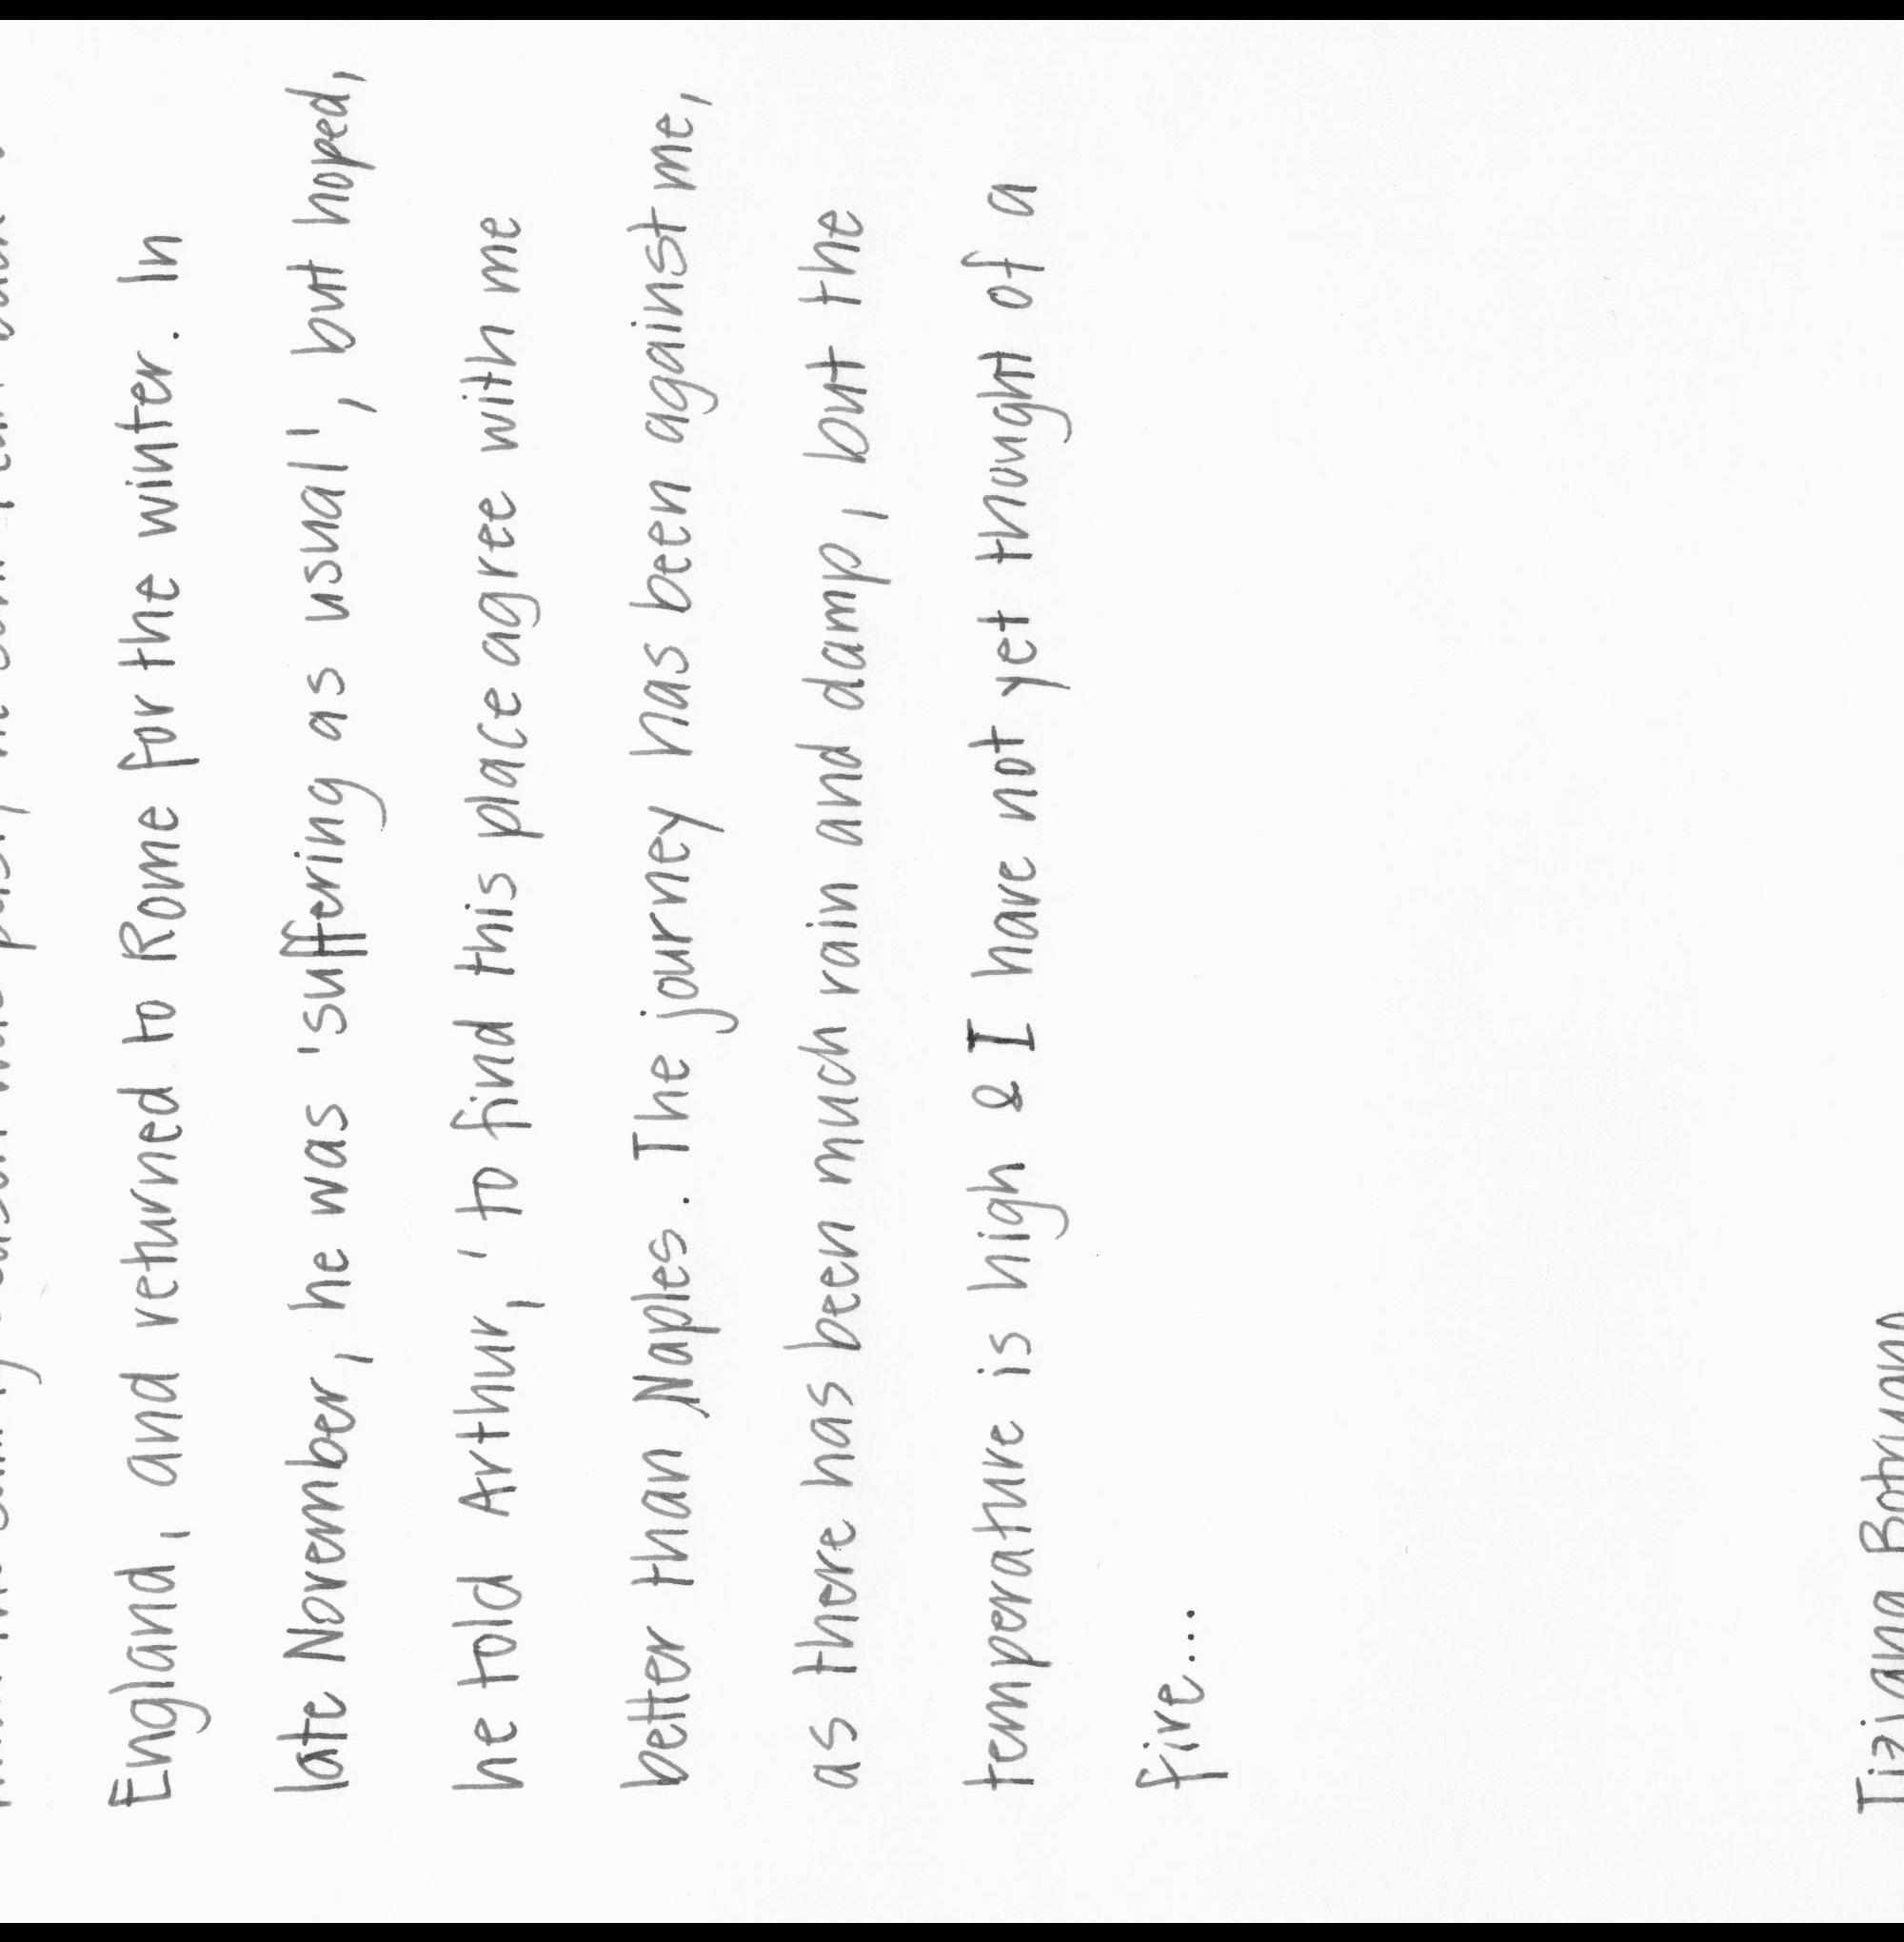 England, and returned to Rome for the winter. In
late November, he was 'suffering as usual', but hoped,
he told Arthur, 'to find this place agree with me
better than Naples. The journey has been against me,
as there has been much rain and damp, but the
temperature is high & I have not yet thought of a
fire...
Tiziana